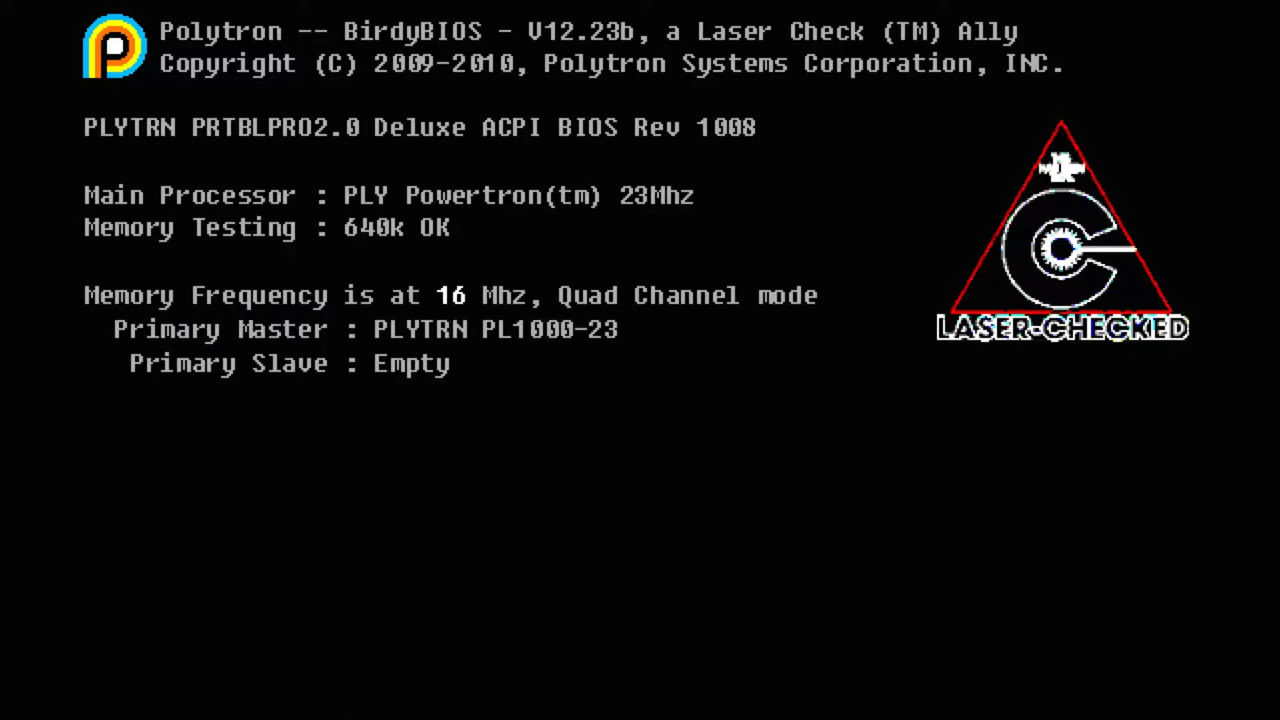 Polytron -- BirdyBIOS - V12.23b, a Laser Check (TM) Ally
Copyright (C) 2009-2010, Polytron Systems Corporation, INC.
PLYTRN PRTBLPRO2.0 Deluxe ACPI BIOS Rev 1008
Main Processor : PLY Powertron(tm) 23Mhz
Memory Testing : 640k OK
Memory Frequency is at 16 Mhz, Quad Channel mode
Primary Master : PLYTRN PL1000-23
Primary Slave : Empty
LASER-CHECKED